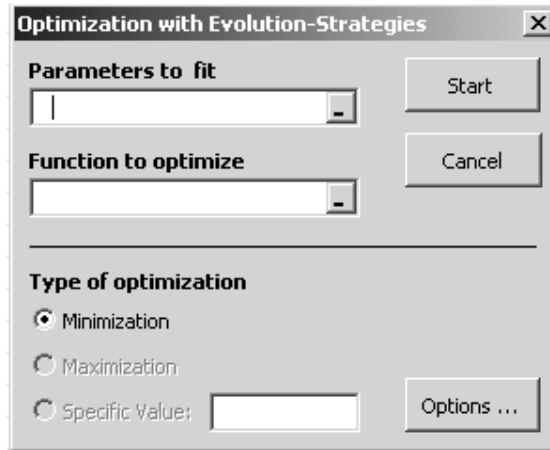 Optimization with Evolution-Strategies
Parameters to fit
Start
Function to optimize
Cancel
Type of optimization
Minimization
Maximization
Specific Value:
Options ...